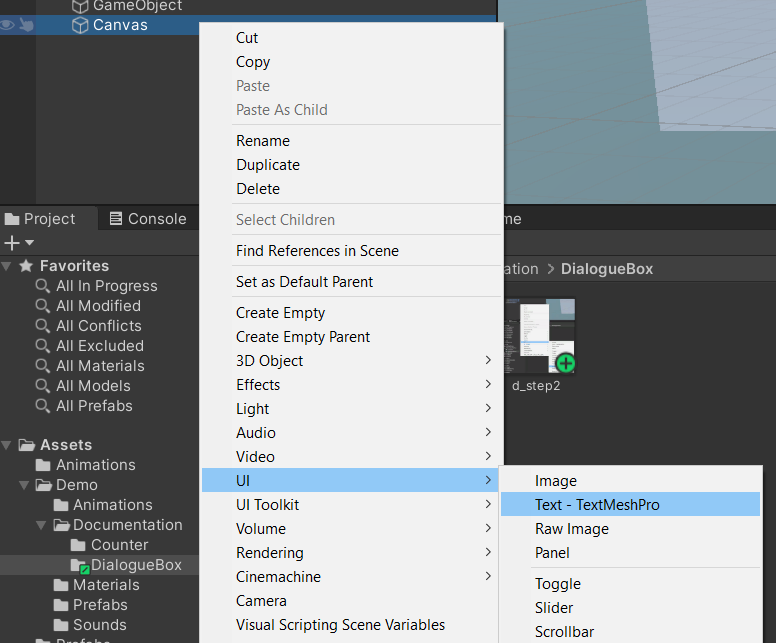 GameObject
Canvas
Cut
Copy
Paste
Paste As Child
Rename
Duplicate
Delete
Select Children
Find References in Scene
Set as Default Parent
Create Empty
Create Empty Parent
3D Object
Effects
Light
Audio
Video
UI
UI Toolkit
Volume
Rendering
Cinemachine
Camera
Visual Scripting Scene Variables
Image
Text - TextMeshPro
Raw Image
Panel
Toggle
Slider
Scrollbar
Project
Console
me
Favorites
All In Progress
All Modified
All Conflicts
All Excluded
All Materials
All Models
All Prefabs
Assets
Animations
Demo
Animations
Documentation
Counter
DialogueBox
Materials
Prefabs
Sounds
Prefabs
ation > DialogueBox
d_step2